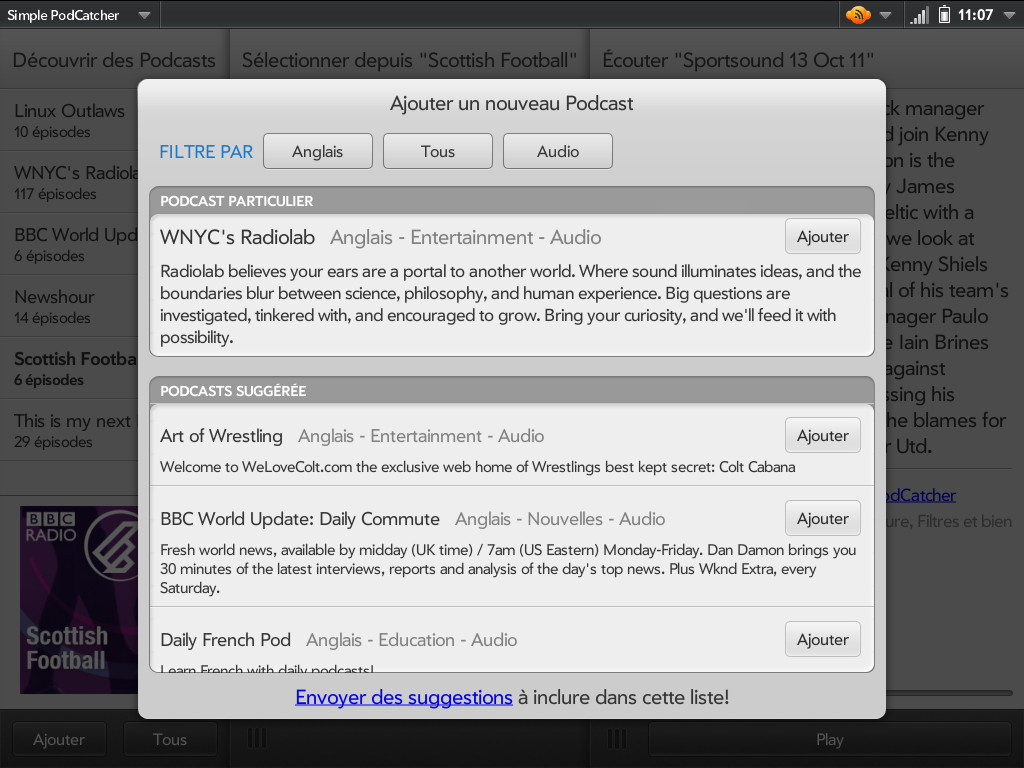 Simple PodCatcher
11:07
Découvrir des Podcasts
Sélectionner depuis "Scottish Football"
Écouter "Sportsound 13 Oct 11"
Linux Outlaws
10 épisodes
WNYC's Radiola
117 épisodes
BBC World Upd
6 épisodes
Newshour
14 épisodes
Scottish Footba
6 épisodes
This is my next
29 épisodes
BBC
RADIO
Scottish
Football
Ajouter un nouveau Podcast
FILTRE PAR
Anglais
Tous
Audio
PODCAST PARTICULIER
WNYC's Radiolab Anglais - Entertainment - Audio
Ajouter
Radiolab believes your ears are a portal to another world. Where sound illuminates ideas, and the
boundaries blur between science, philosophy, and human experience. Big questions are
investigated, tinkered with, and encouraged to grow. Bring your curiosity, and we'll feed it with
possibility.
PODCASTS SUGGÉRÉE
Art of Wrestling Anglais - Entertainment - Audio
Ajouter
Welcome to WeLoveColt.com the exclusive web home of Wrestlings best kept secret: Colt Cabana
BBC World Update: Daily Commute Anglais - Nouvelles - Audio
Ajouter
Fresh world news, available by midday (UK time) / 7am (US Eastern) Monday-Friday. Dan Damon brings you
30 minutes of the latest interviews, reports and analysis of the day's top news. Plus Wknd Extra, every
Saturday.
Daily French Pod Anglais - Education - Audio
Ajouter
Learn French with daily podcasts!
Envoyer des suggestions à inclure dans cette liste!
ck manager
d join Kenny
on is the
y James
eltic with a
we look at
Kenny Shiels
l of his team's
nager Paulo
e Iain Brines
against
ssing his
he blames for
r Utd.
odCatcher
ure, Filtres et bien
Ajouter
Tous
Play